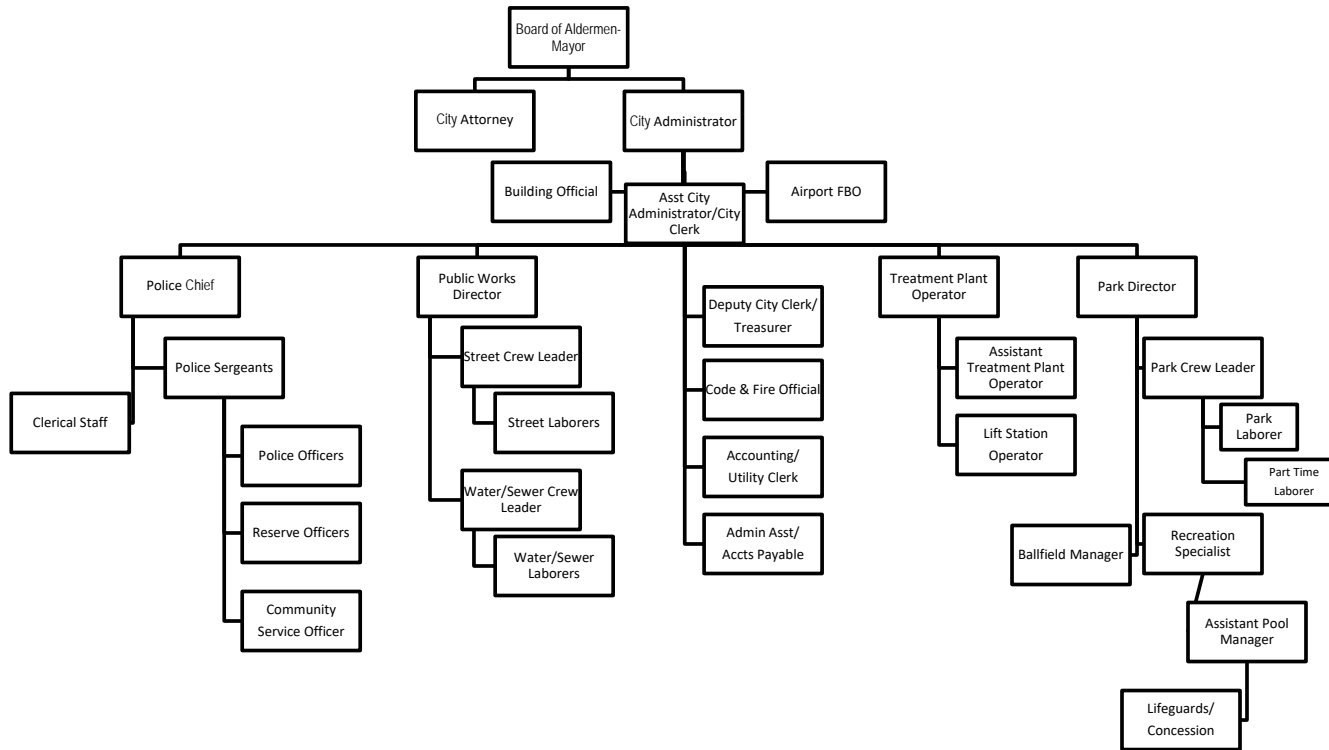 Board of Aldermen-
Mayor
City Attorney
City Administrator
Building Official
Asst City
Administrator/City
Clerk
Airport FBO
Police Chief
Public Works
Director
Treatment Plant
Operator
Park Director
Deputy City Clerk/
Treasurer
Police Sergeants
Street Crew Leader
Assistant
Treatment Plant
Operator
Park Crew Leader
Code & Fire Official
Clerical Staff
Street Laborers
Park
Laborer
Lift Station
Operator
Police Officers
Accounting/
Utility Clerk
Part Time
Laborer
Water/Sewer Crew
Leader
Reserve Officers
Admin Asst/
Accts Payable
Ballfield Manager
Recreation
Specialist
Water/Sewer
Laborers
Community
Service Officer
Assistant Pool
Manager
Lifeguards/
Concession